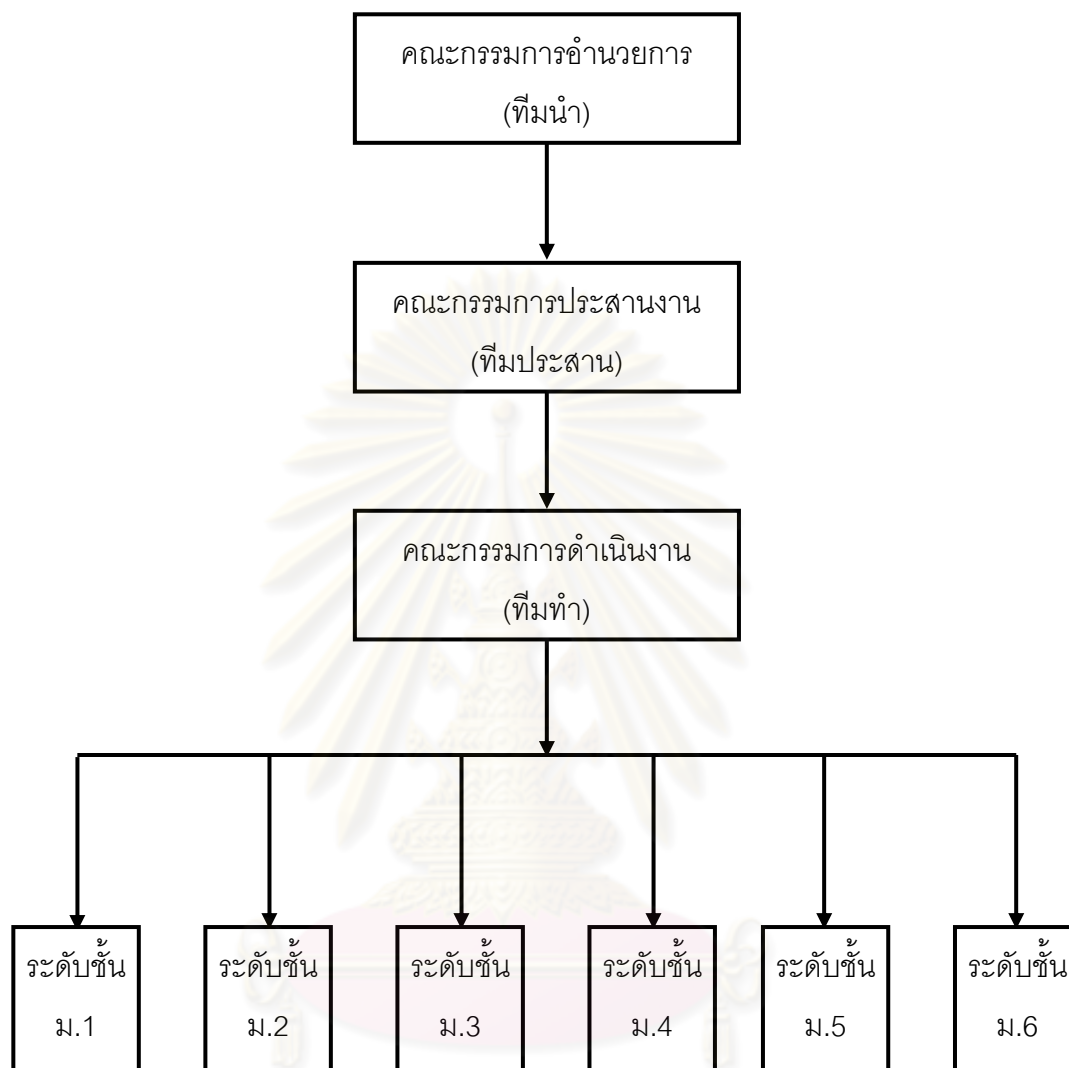 คณะกรรมการอำนวยการ
(ทีมนำ)
คณะกรรมการประสานงาน
(ทีมประสาน)
คณะกรรมการดำเนินงาน
(ทีมทำ)
ระดับชั้น
ม.1
ระดับชั้น
ม.2
ระดับชั้น
ม.3
ระดับชั้น
ม.4
ระดับชั้น
ม.5
ระดับชั้น
ม.6